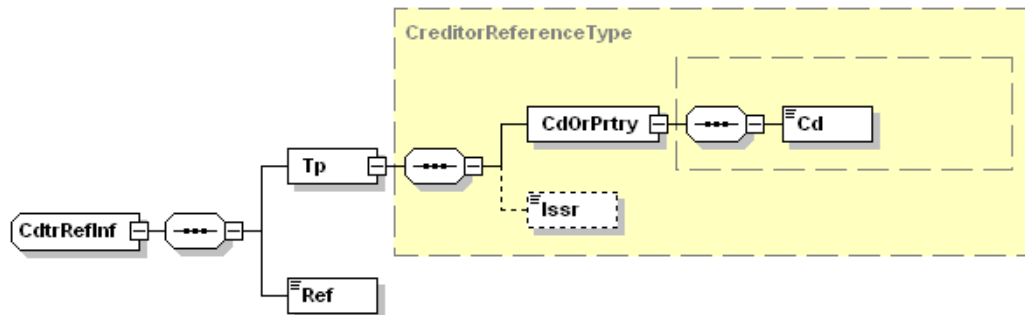 CreditorReferenceType
CdOrPrtry
Cd
Tp
Issr
CdtrRefInf
Ref